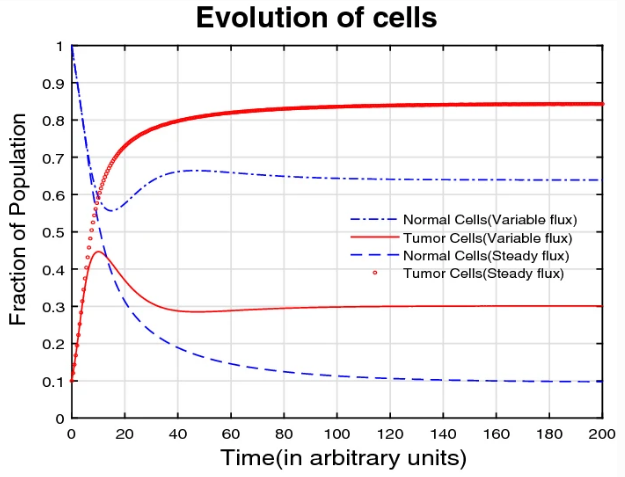 Evolution of cells
1
0.9
0.8
0.7
0.6
0.5
0.4
0.3
0.2
0.1
0
Fraction of Population
Normal Cells(Variable flux)
Tumor Cells(Variable flux)
Normal Cells(Steady flux)
Tumor Cells(Steady flux)
0 20 40 60 80 100 120 140 160 180 200
Time(in arbitrary units)